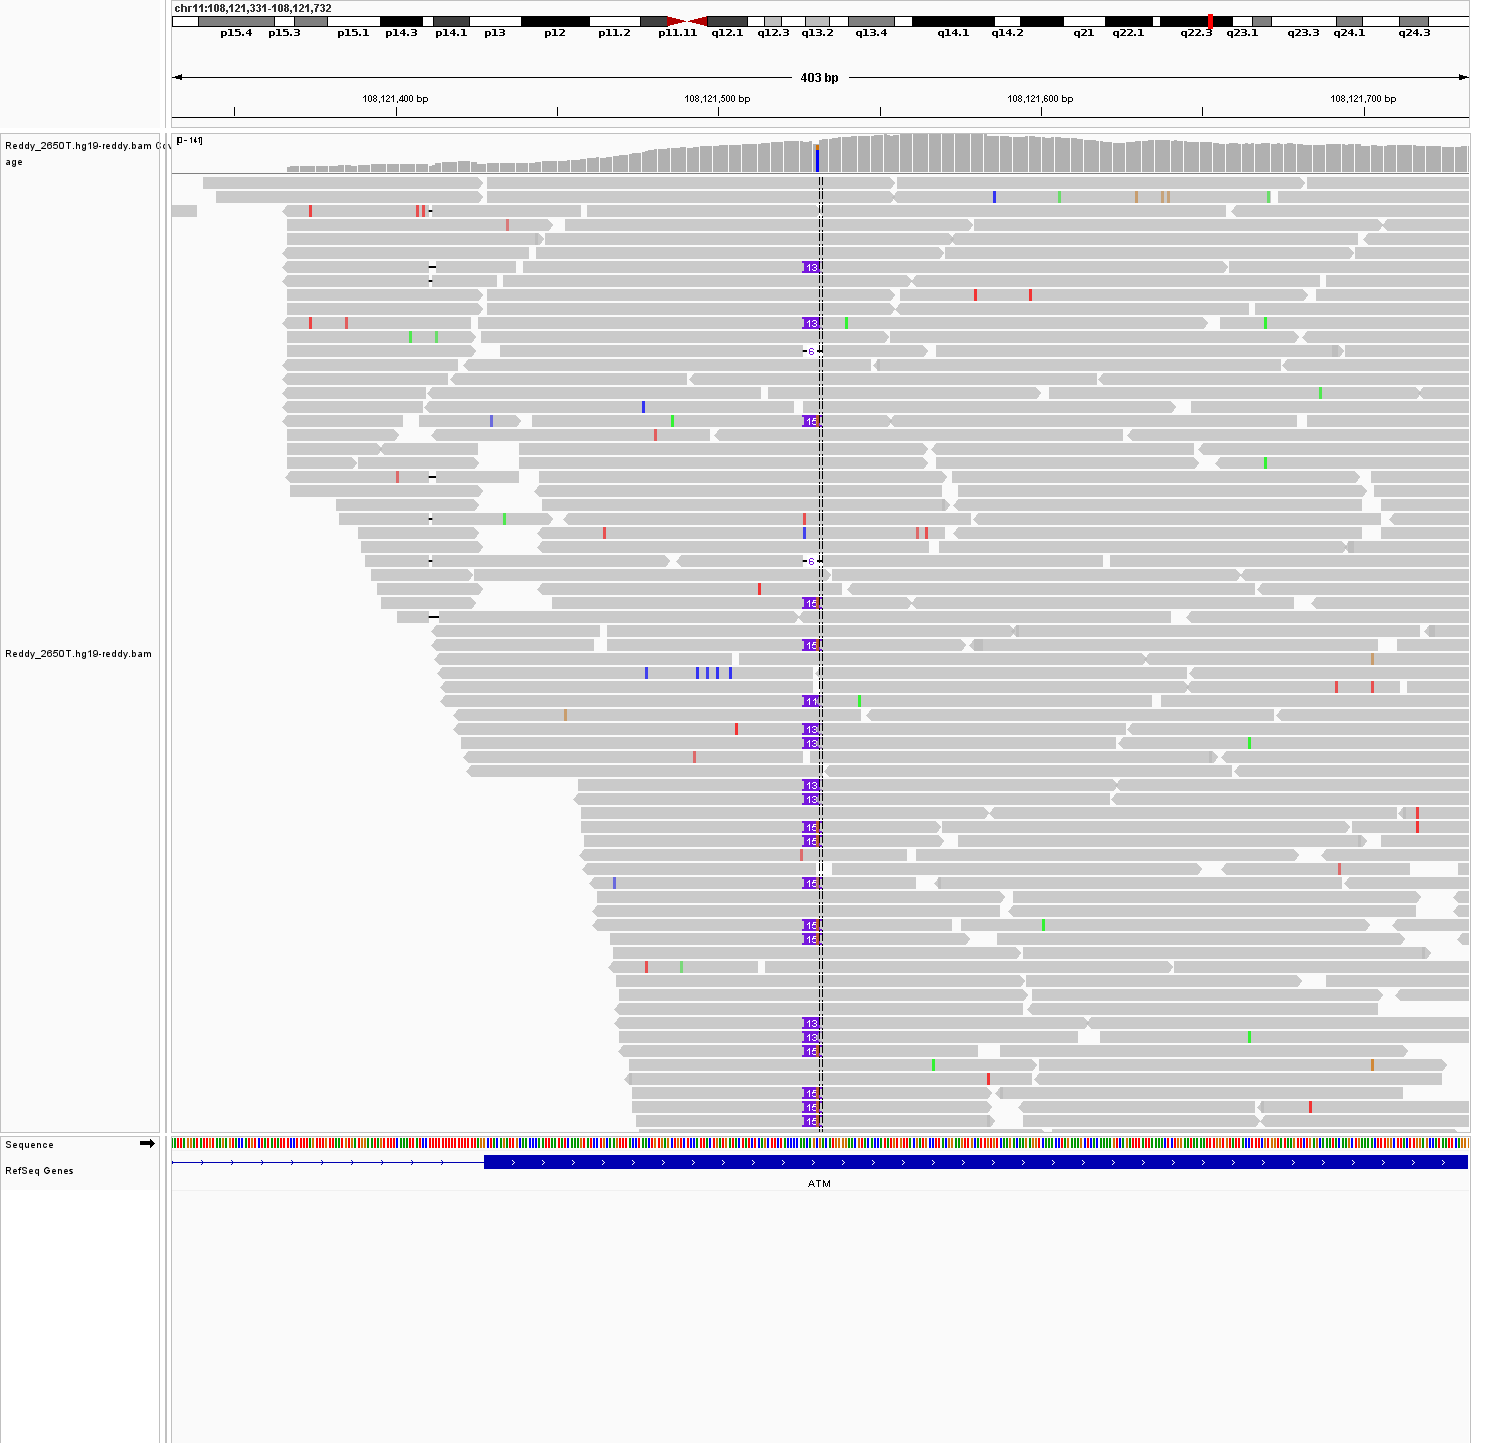 chr11:108,121,331-108,121,732
p15.4 p15.3 p15.1 p14.3 p14.1 p13 p12 p11.2 p11.11 q12.1 q12.3 q13.2 q13.4 q14.1 q14.2 q21 q22.1 q22.3 q23.1 q23.3 q24.1 q24.3
403 bp
108,121,400 bp 108,121,500 bp 108,121,600 bp 108,121,700 bp
Reddy_2650T.hg19-reddy.bam Cov
age
[0 - 141]
13
13
6
15
6
15
15
Reddy_2650T.hg19-reddy.bam
11
13
13
13
13
15
15
15
15
15
13
13
15
15
15
15
Sequence
RefSeq Genes
ATM